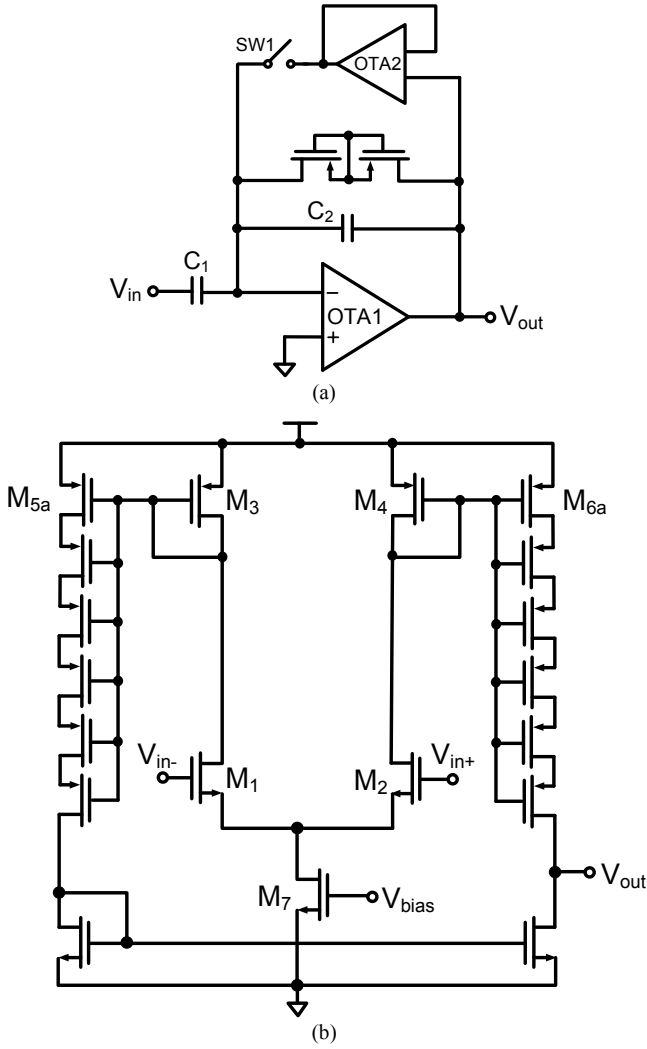 SW1
OTA2
C2
C1
Vin
−
OTA1
Vout
+
(a)
M5a
M3
M4
M6a
Vin-
M1
M2
Vin+
M7
Vbias
Vout
(b)